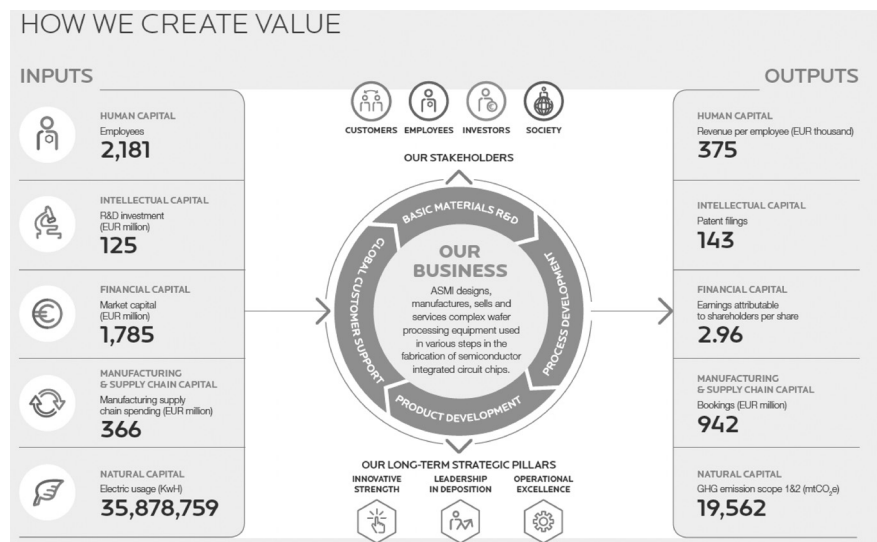 HOW WE CREATE VALUE
INPUTS
HUMAN CAPITAL
Employees
2,181
INTELLECTUAL CAPITAL
R&D investment
(EUR million)
125
FINANCIAL CAPITAL
Market capital
(EUR million)
1,785
MANUFACTURING
& SUPPLY CHAIN CAPITAL
Manufacturing supply
chain spending (EUR million)
366
NATURAL CAPITAL
Electric usage (KwH)
35,878,759
CUSTOMERS EMPLOYEES INVESTORS SOCIETY
OUR STAKEHOLDERS
BASIC MATERIALS R&D
PROCESS DEVELOPMENT
PRODUCT DEVELOPMENT
GLOBAL CUSTOMER SUPPORT
OUR
BUSINESS
ASMI designs,
manufactures, sells and
services complex wafer
processing equipment used
in various steps in the
fabrication of semiconductor
integrated circuit chips.
OUR LONG-TERM STRATEGIC PILLARS
INNOVATIVE
STRENGTH
LEADERSHIP
IN DEPOSITION
OPERATIONAL
EXCELLENCE
OUTPUTS
HUMAN CAPITAL
Revenue per employee (EUR thousand)
375
INTELLECTUAL CAPITAL
Patent filings
143
FINANCIAL CAPITAL
Earnings attributable
to shareholders per share
2.96
MANUFACTURING
& SUPPLY CHAIN CAPITAL
Bookings (EUR million)
942
NATURAL CAPITAL
GHG emission scope 1&2 (mtCO₂e)
19,562